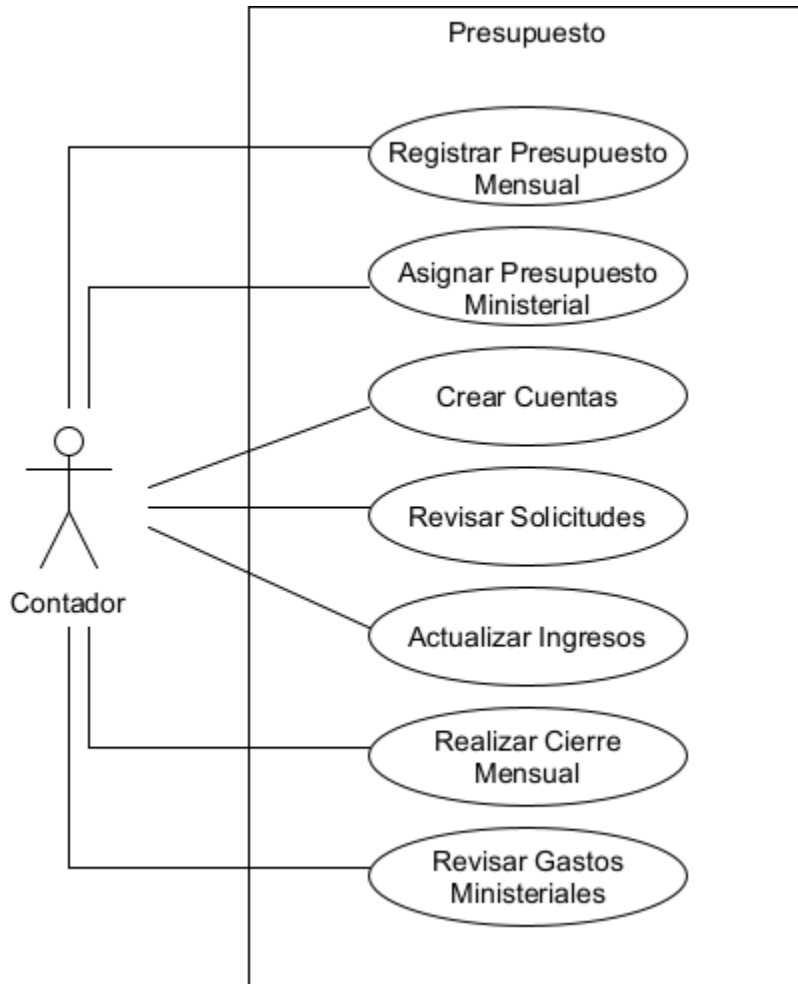 Presupuesto
Registrar Presupuesto
Mensual
Asignar Presupuesto
Ministerial
Crear Cuentas
Revisar Solicitudes
Contador
Actualizar Ingresos
Realizar Cierre
Mensual
Revisar Gastos
Ministeriales